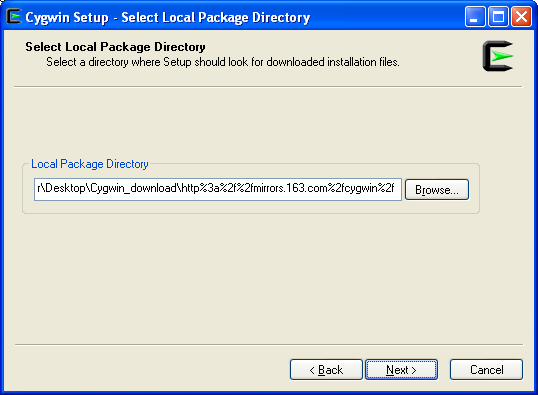 Cygwin Setup - Select Local Package Directory
Select Local Package Directory
Select a directory where Setup should look for downloaded installation files.
Local Package Directory
r\Desktop\Cygwin_download\http%3a%2f%2fmirrors.163.com%2fcygwin%2f
Browse...
< Back
Next >
Cancel